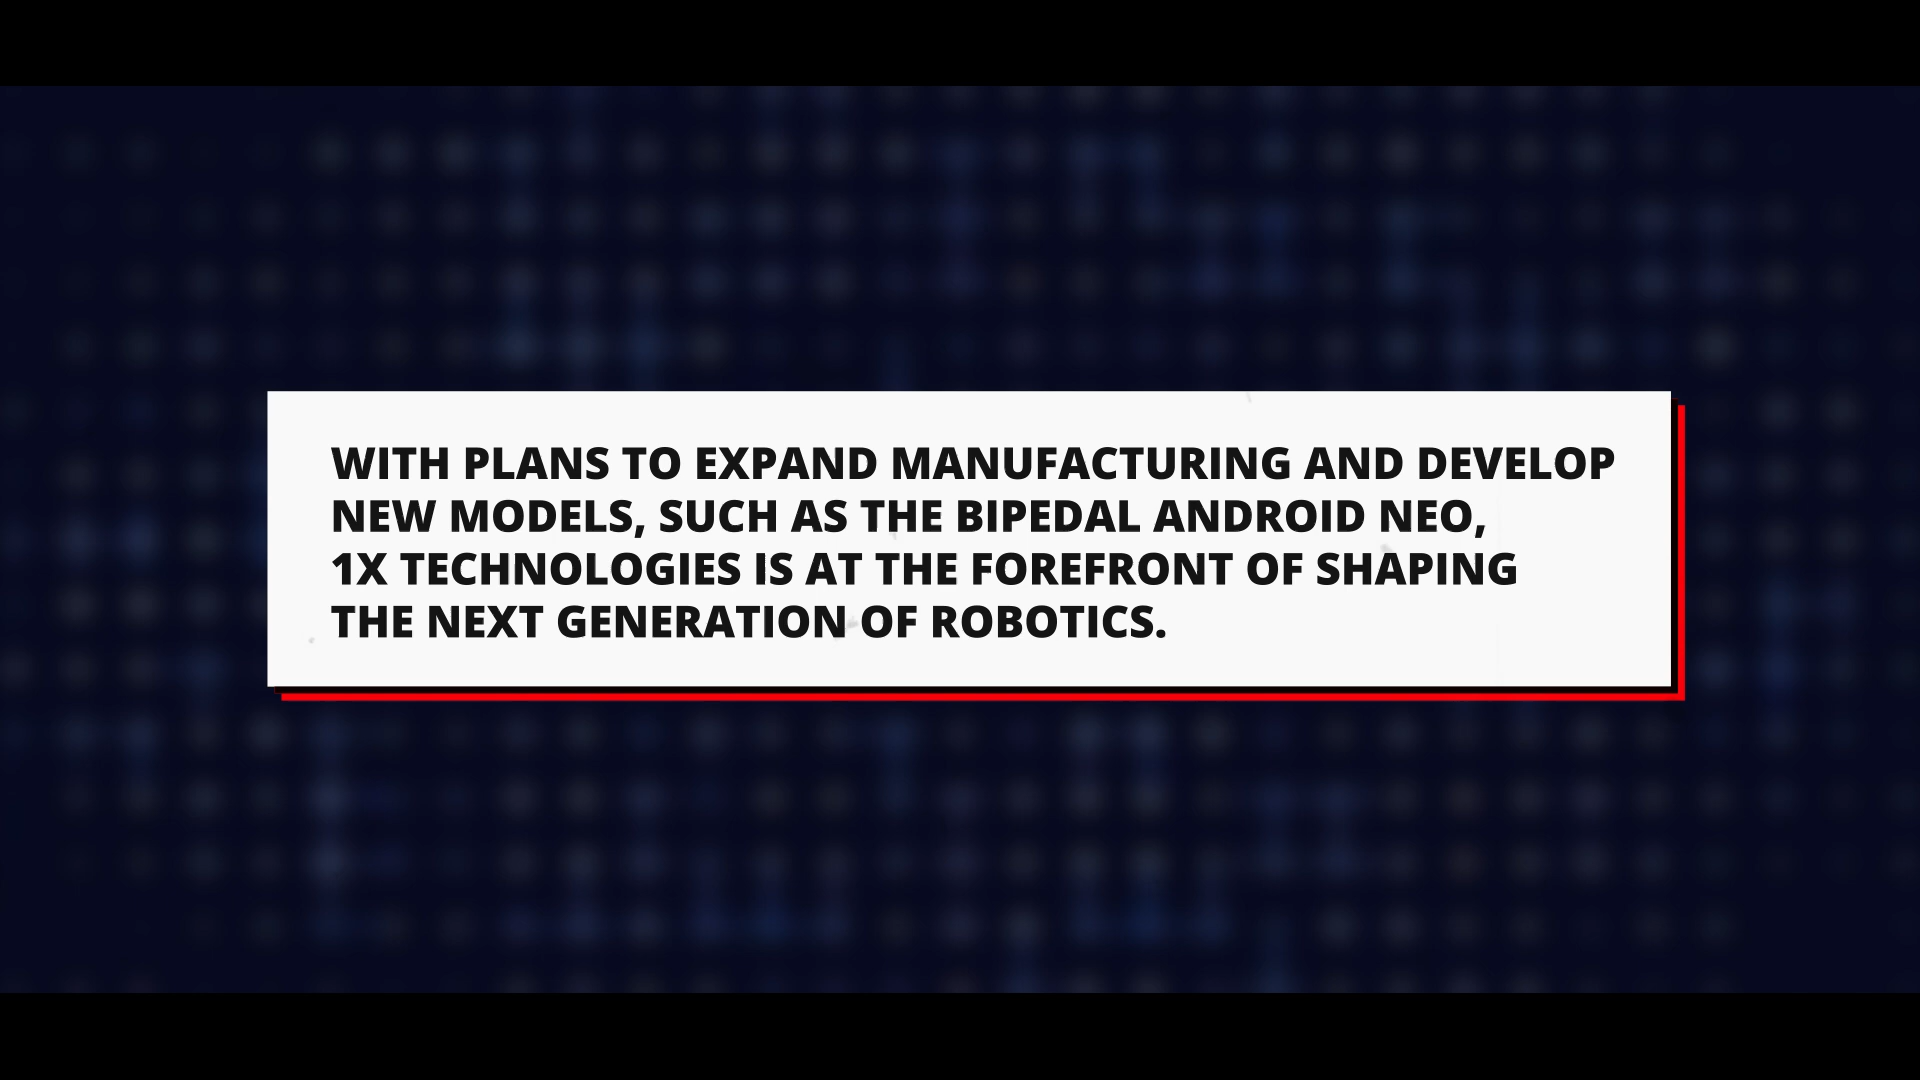 WITH PLANS TO EXPAND MANUFACTURING AND DEVELOP
NEW MODELS, SUCH AS THE BIPEDAL ANDROID NEO,
1X TECHNOLOGIES IS AT THE FOREFRONT OF SHAPING
THE NEXT GENERATION OF ROBOTICS.